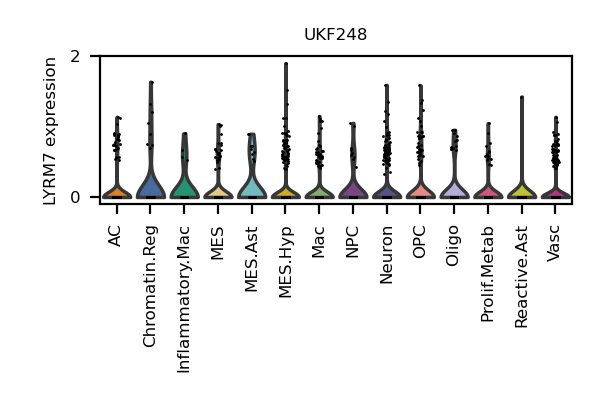 UKF248
LYRM7 expression
2
0
AC
Chromatin.Reg
Inflammatory.Mac
MES
MES.Ast
MES.Hyp
Mac
NPC
Neuron
OPC
Oligo
Prolif.Metab
Reactive.Ast
Vasc